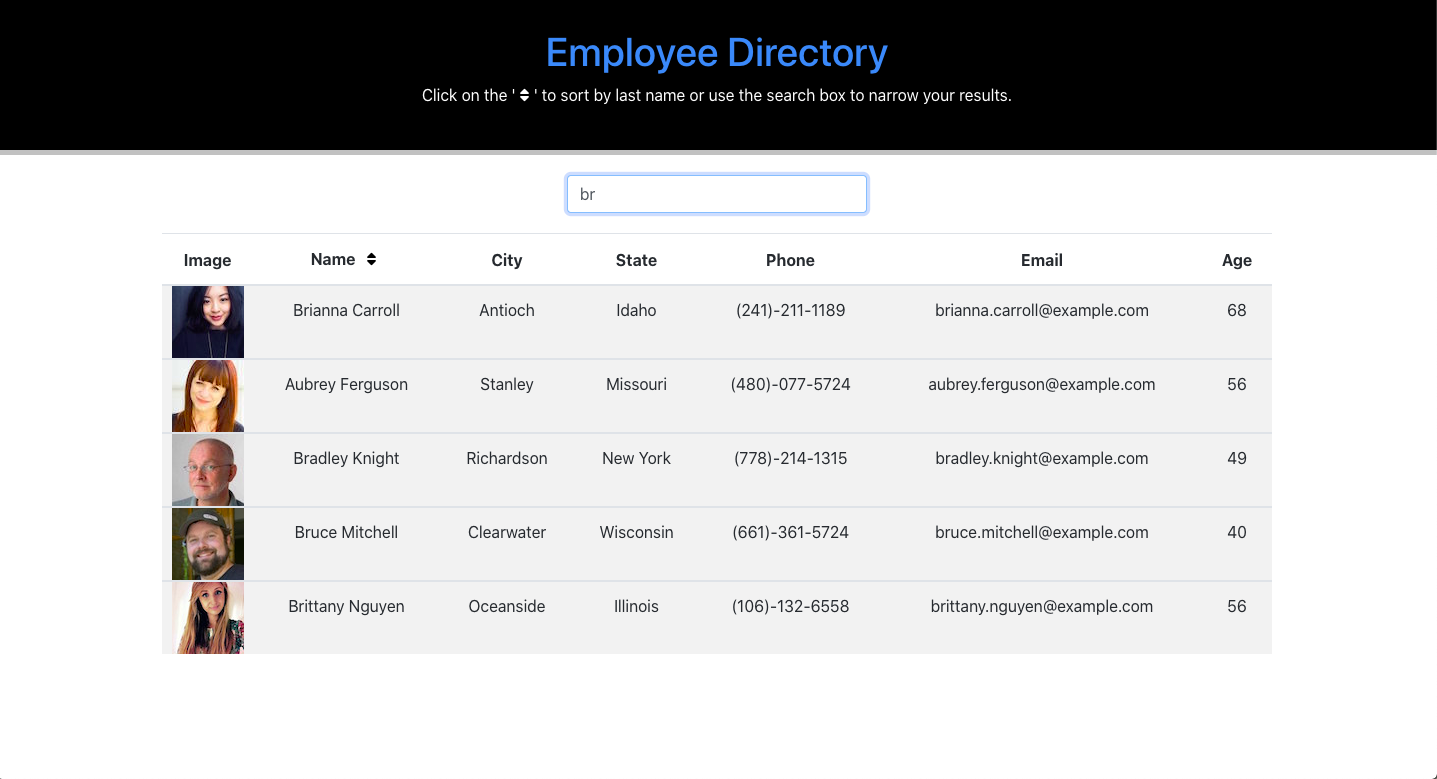 Employee Directory
Click on the ' ' to sort by last name or use the search box to narrow your results.
br
Image Name City State Phone Email Age
Brianna Carroll Antioch Idaho (241)-211-1189 brianna.carroll@example.com 68
Aubrey Ferguson Stanley Missouri (480)-077-5724 aubrey.ferguson@example.com 56
Bradley Knight Richardson New York (778)-214-1315 bradley.knight@example.com 49
Bruce Mitchell Clearwater Wisconsin (661)-361-5724 bruce.mitchell@example.com 40
Brittany Nguyen Oceanside Illinois (106)-132-6558 brittany.nguyen@example.com 56